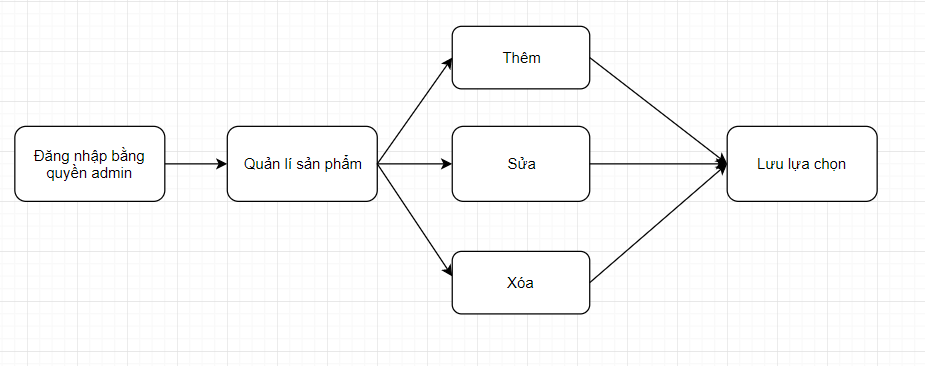 Đăng nhập bằng
quyền admin
Quản lí sản phẩm
Thêm
Sửa
Xóa
Lưu lựa chọn